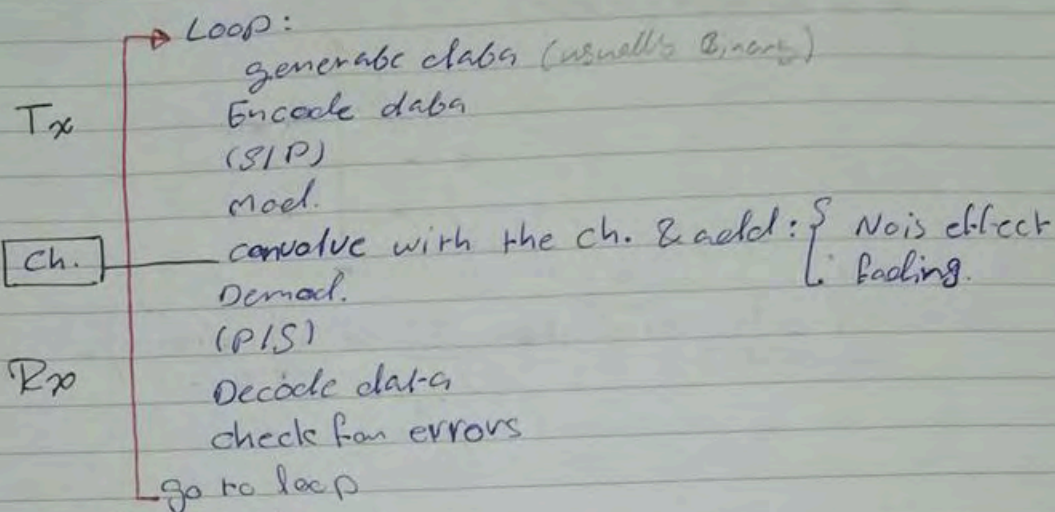 Loop:
generate data (usually Binary)
Tx
Encode data
(S/P)
mod.
convolve with the ch. & add: { Nois effect
Ch.
fading.
Demod.
(P/S)
Rx
Decode data
check for errors
go to loop